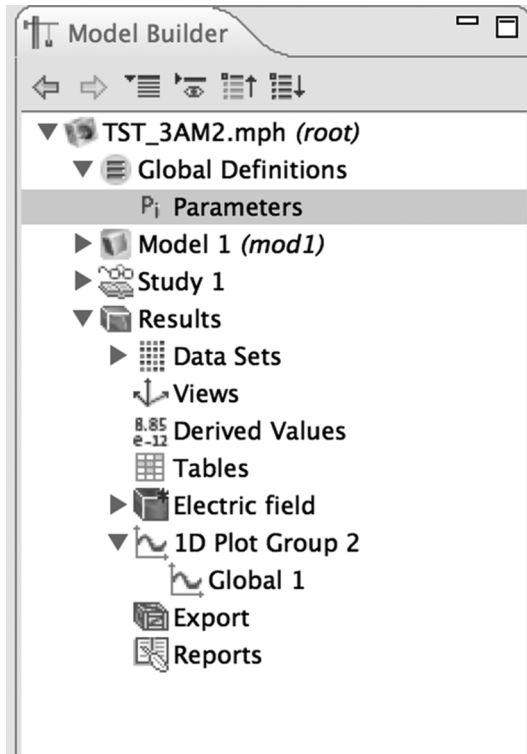 Model Builder
TST_3AM2.mph (root)
Global Definitions
Pi Parameters
Model 1 (mod1)
Study 1
Results
Data Sets
Views
8.85
e-12 Derived Values
Tables
Electric field
1D Plot Group 2
Global 1
Export
Reports